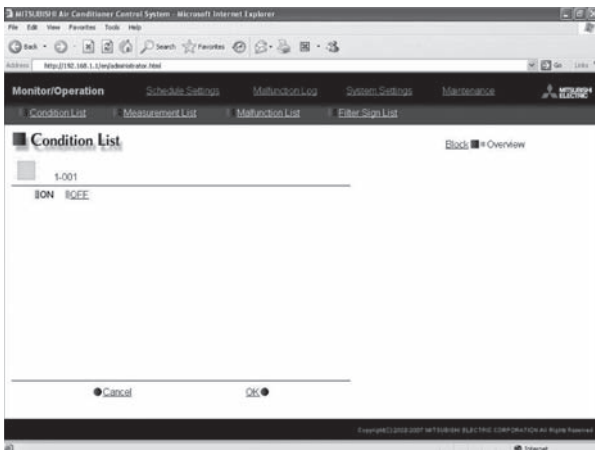 MITSUBISHI Air Conditioner Control System - Microsoft Internet Explorer
File Edit View Favorites Tools Help
Back Search Favorites
Address http://192.168.1.1/en/administrator.html Go Links
Monitor/Operation Schedule Settings Malfunction Log System Settings Maintenance MITSUBISHI ELECTRIC
Condition List Measurement List Malfunction List Filter Sign List
Condition List
Block Overview
1-001
ON OFF
Cancel OK
Copyright(C)2002-2007 MITSUBISHI ELECTRIC CORPORATION All Rights Reserved
Internet